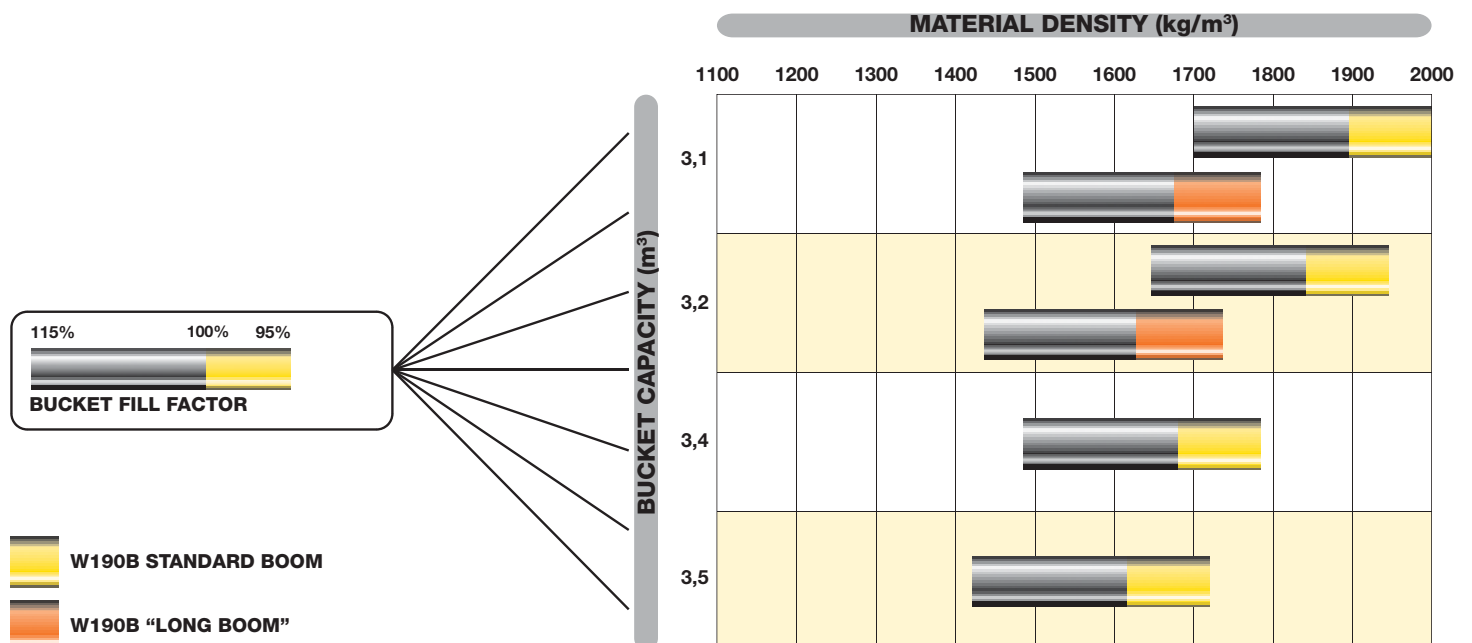 MATERIAL DENSITY (kg/m³)
1100 1200 1300 1400 1500 1600 1700 1800 1900 2000
BUCKET CAPACITY (m³)
3,1
3,2
3,4
3,5
115% 100% 95%
BUCKET FILL FACTOR
W190B STANDARD BOOM
W190B “LONG BOOM”